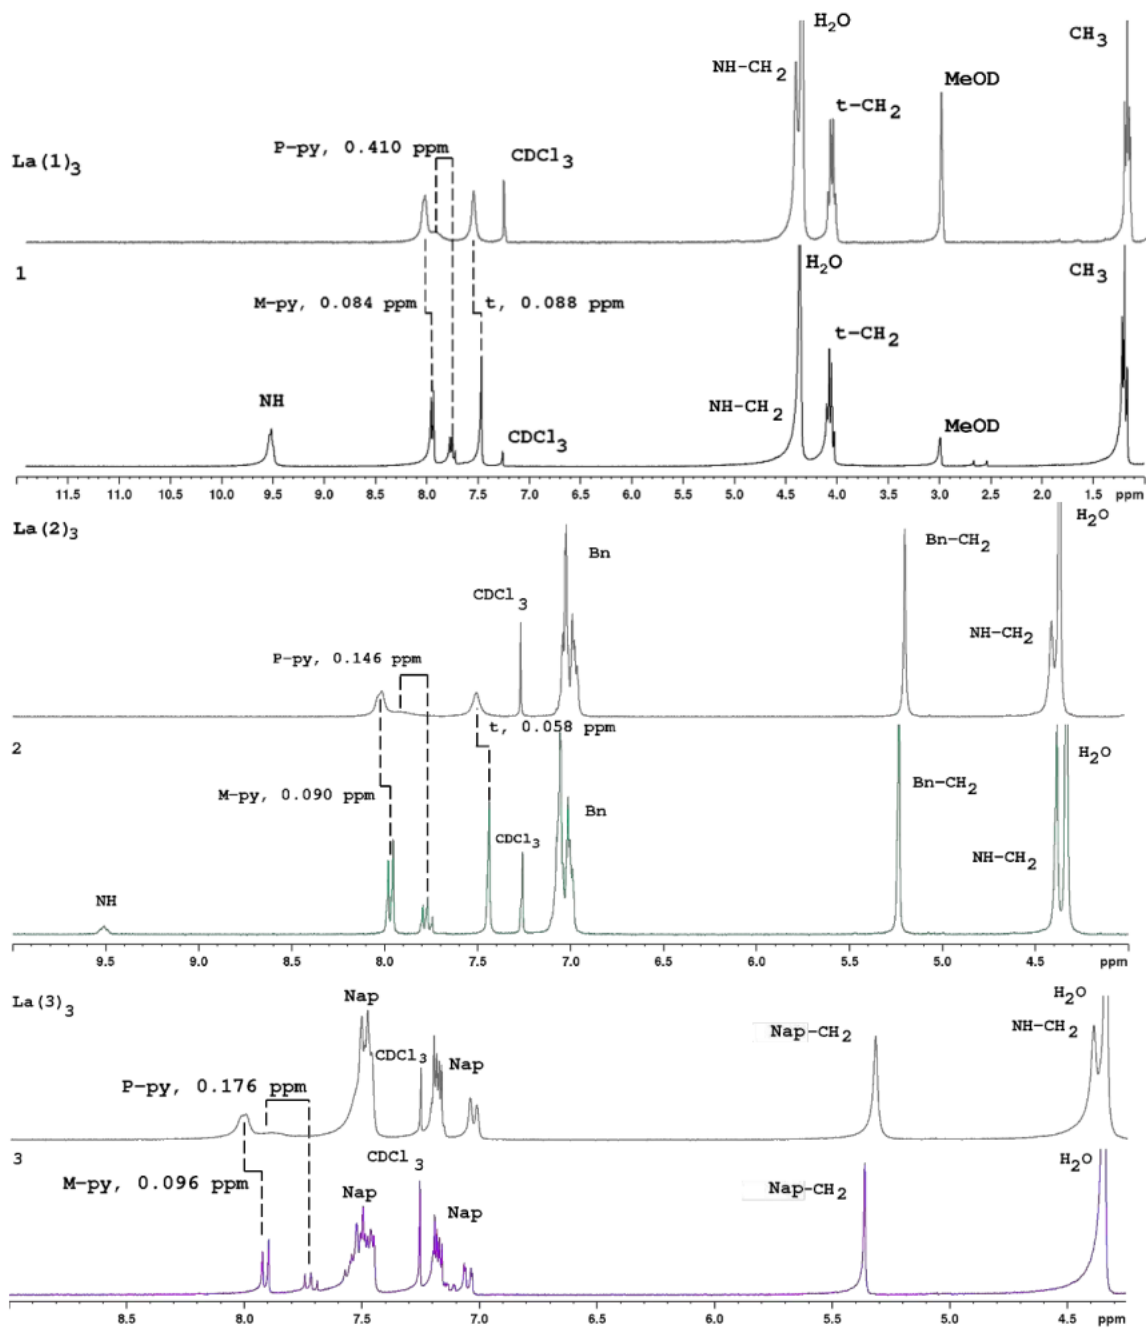 H₂O
CH₃
NH-CH₂
MeOD
t-CH₂
P-py, 0.410 ppm
CDCl₃
La(1)₃
1
H₂O
CH₃
M-py, 0.084 ppm
t, 0.088 ppm
t-CH₂
NH
NH-CH₂
MeOD
CDCl₃
11.5 11.0 10.5 10.0 9.5 9.0 8.5 8.0 7.5 7.0 6.5 6.0 5.5 5.0 4.5 4.0 3.5 3.0 2.5 2.0 1.5 ppm
La(2)₃
H₂O
Bn
Bn-CH₂
CDCl₃
NH-CH₂
P-py, 0.146 ppm
t, 0.058 ppm
2
H₂O
Bn-CH₂
M-py, 0.090 ppm
Bn
CDCl₃
NH-CH₂
NH
9.5 9.0 8.5 8.0 7.5 7.0 6.5 6.0 5.5 5.0 4.5 ppm
La(3)₃
Nap
H₂O
NH-CH₂
Nap-CH₂
CDCl₃
Nap
P-py, 0.176 ppm
3
CDCl₃
H₂O
M-py, 0.096 ppm
Nap
Nap-CH₂
Nap
8.5 8.0 7.5 7.0 6.5 6.0 5.5 5.0 4.5 ppm